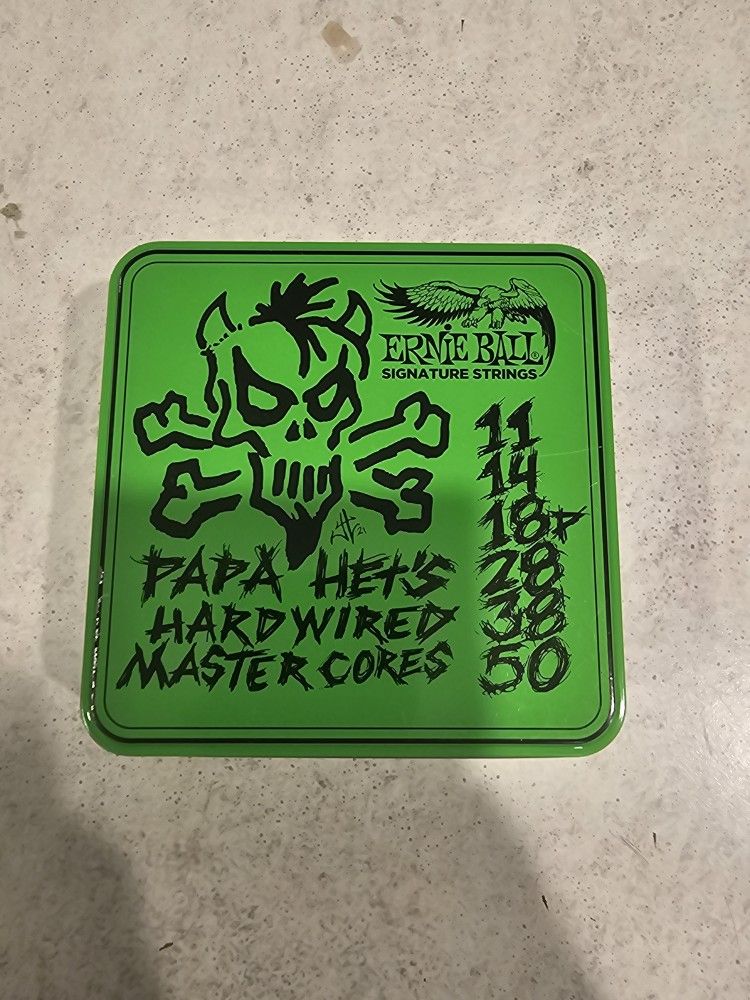 ERNIE BALL®
SIGNATURE STRINGS
11
14
18P
28
38
50
PAPA HET'S
HARDWIRED
MASTER CORES